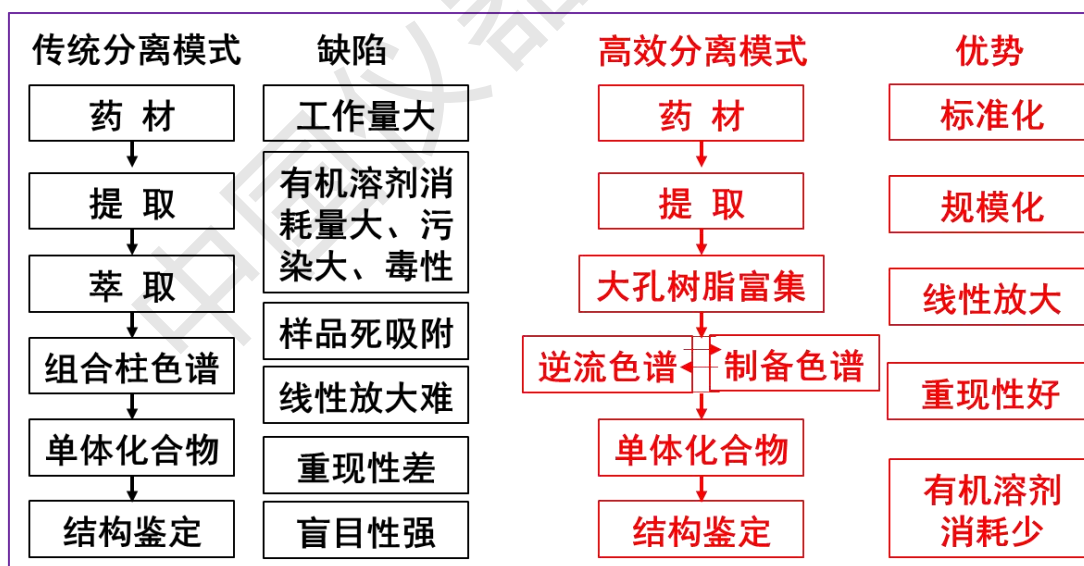 传统分离模式
药 材
提 取
萃 取
组合柱色谱
单体化合物
结构鉴定
缺陷
工作量大
有机溶剂消
耗量大、污
染大、毒性
样品死吸附
线性放大难
重现性差
盲目性强
高效分离模式
药 材
提 取
大孔树脂富集
逆流色谱
制备色谱
单体化合物
结构鉴定
优势
标准化
规模化
线性放大
重现性好
有机溶剂
消耗少
中国仪器